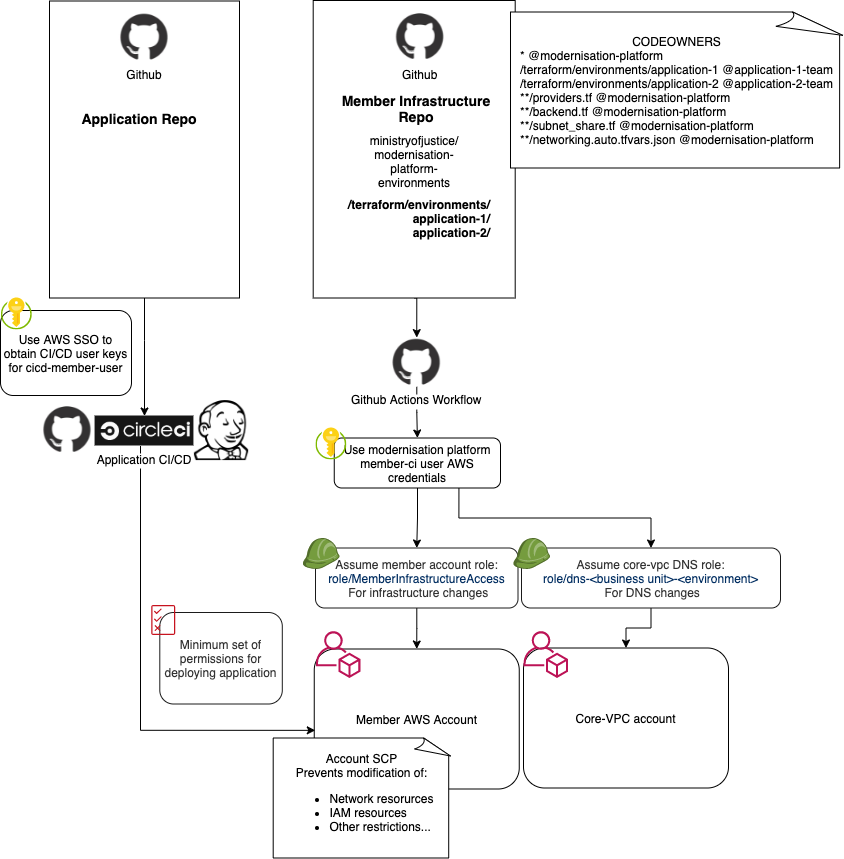 Github
Application Repo
Github
Member Infrastructure
Repo
ministryofjustice/
modernisation-
platform-
environments
/terraform/environments/
application-1/
application-2/
CODEOWNERS
* @modernisation-platform
/terraform/environments/application-1 @application-1-team
/terraform/environments/application-2 @application-2-team
**/providers.tf @modernisation-platform
**/backend.tf @modernisation-platform
**/subnet_share.tf @modernisation-platform
**/networking.auto.tfvars.json @modernisation-platform
Use AWS SSO to
obtain CI/CD user keys
for cicd-member-user
circleci
Application CI/CD
Github Actions Workflow
Use modernisation platform
member-ci user AWS
credentials
Assume member account role:
role/MemberInfrastructureAccess
For infrastructure changes
Assume core-vpc DNS role:
role/dns-<business unit>-<environment>
For DNS changes
Minimum set of
permissions for
deploying application
Member AWS Account
Core-VPC account
Account SCP
Prevents modification of:
• Network resorurces
• IAM resources
• Other restrictions...